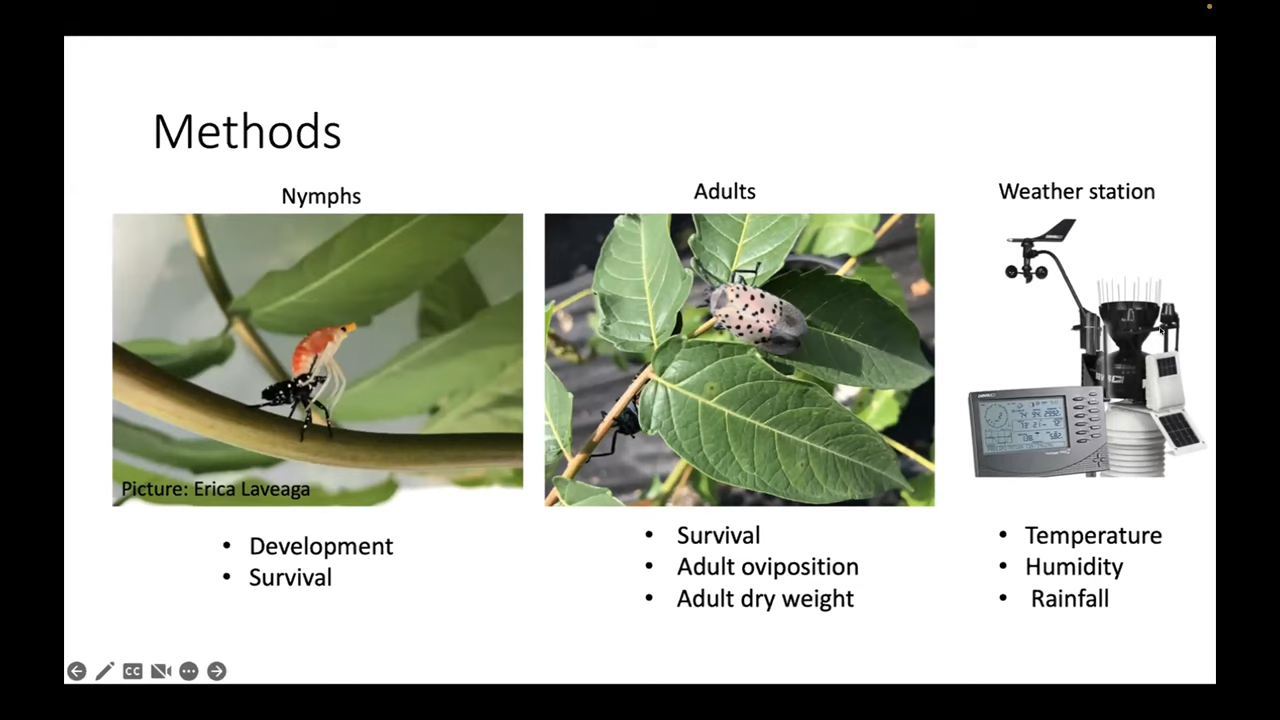 Methods
Nymphs
Picture: Erica Laveaga
• Development
• Survival
Adults
• Survival
• Adult oviposition
• Adult dry weight
Weather station
• Temperature
• Humidity
• Rainfall
CC